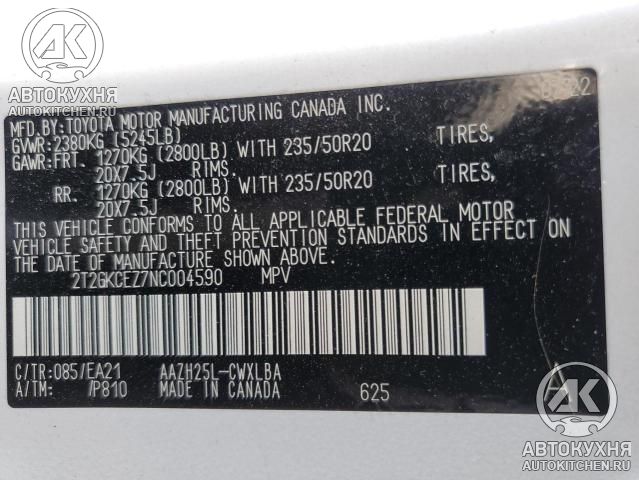 АВТОКУХНЯ
AUTOKITCHEN.RU
MFD.BY:TOYOTA MOTOR MANUFACTURING CANADA INC.
GVWR:2380KG (5245LB)
GAWR:FRT. 1270KG (2800LB) WITH 235/50R20 TIRES,
20X7.5J RIMS.
RR. 1270KG (2800LB) WITH 235/50R20 TIRES,
20X7.5J RIMS.
THIS VEHICLE CONFORMS TO ALL APPLICABLE FEDERAL MOTOR
VEHICLE SAFETY AND THEFT PREVENTION STANDARDS IN EFFECT ON
THE DATE OF MANUFACTURE SHOWN ABOVE.
2T2GKCEZ7NC004590 MPV
C/TR:085/EA21 AAZH25L-CWXLBA
A/TM: /P810 MADE IN CANADA 625
A
АВТОКУХНЯ
AUTOKITCHEN.RU